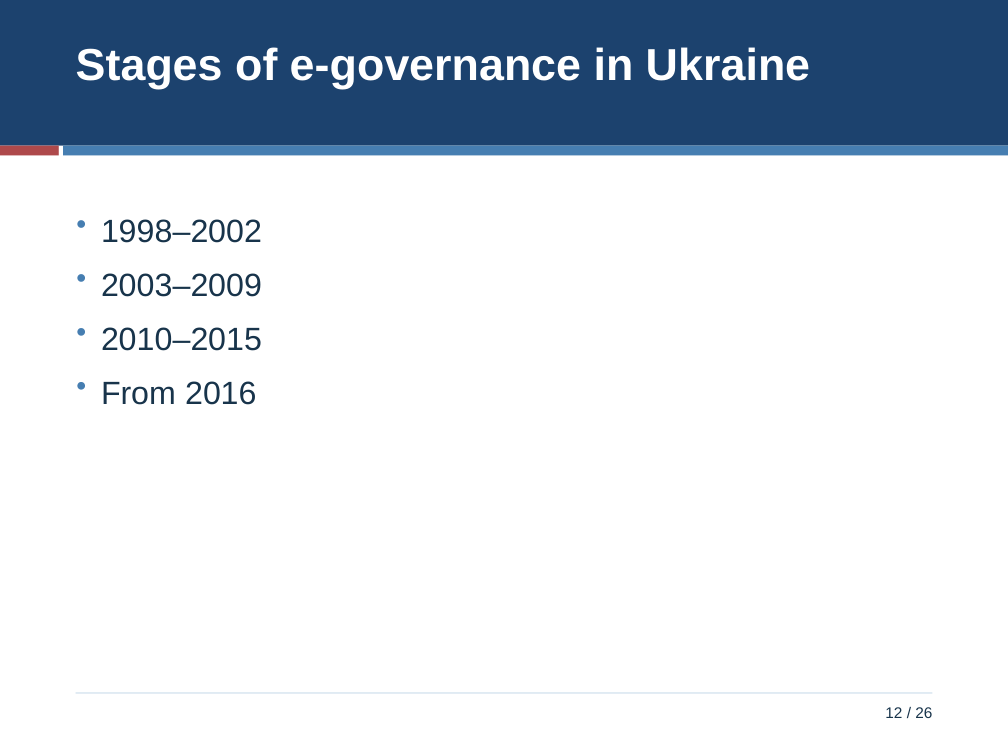 Stages of e-governance in Ukraine
• 1998–2002
• 2003–2009
• 2010–2015
• From 2016
12 / 26